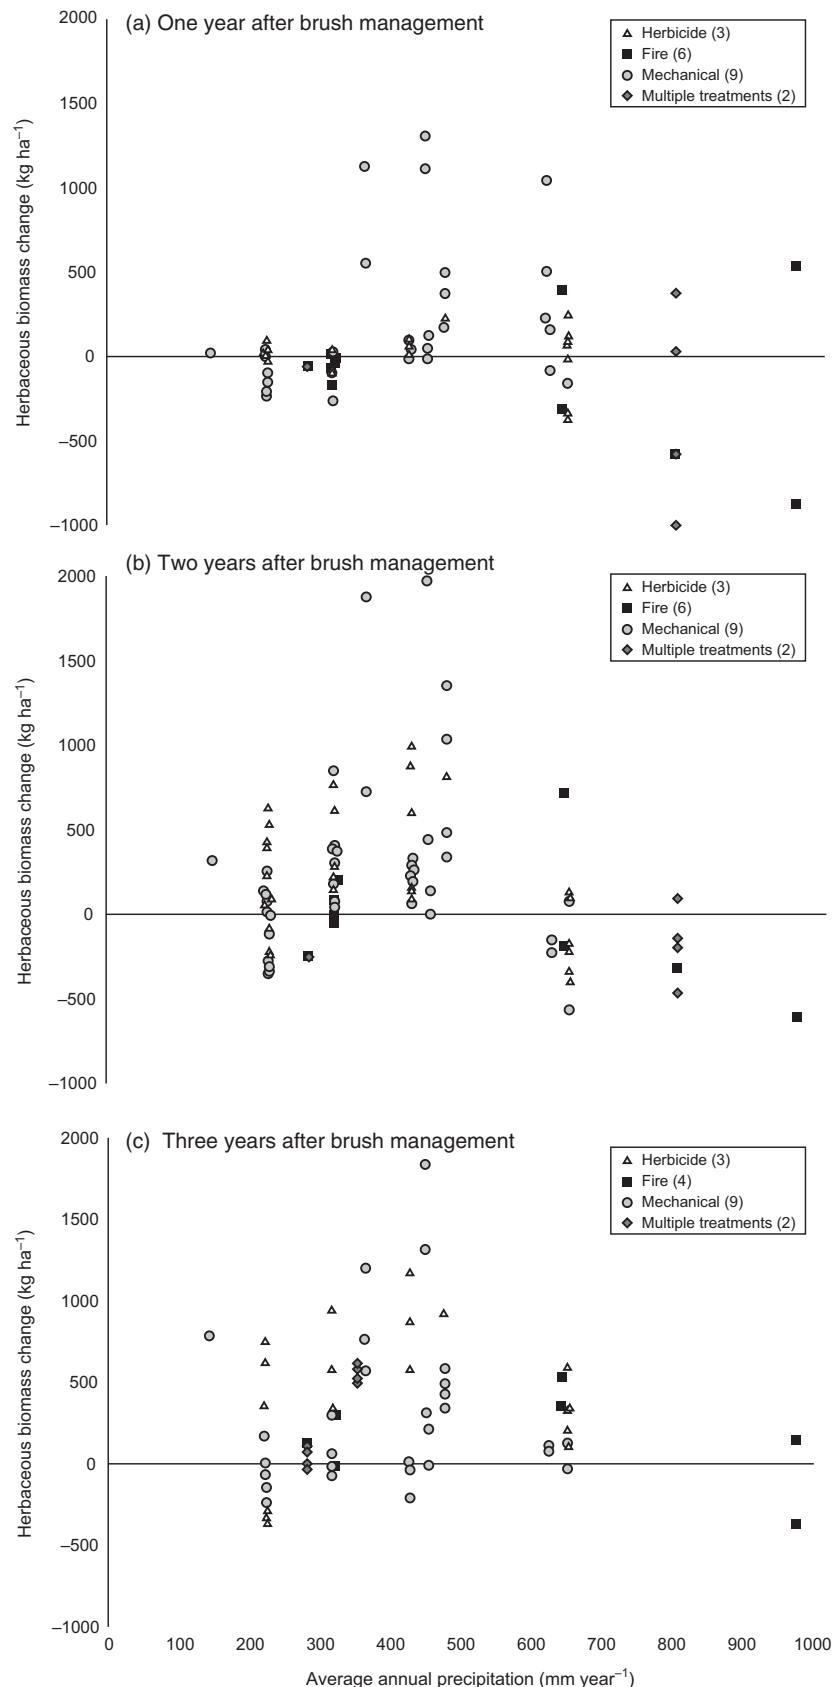 (a) One year after brush management
Herbicide (3)
Fire (6)
Mechanical (9)
Multiple treatments (2)
Herbaceous biomass change (kg ha⁻¹)
2000
1500
1000
500
0
–500
–1000
(b) Two years after brush management
Herbicide (3)
Fire (6)
Mechanical (9)
Multiple treatments (2)
Herbaceous biomass change (kg ha⁻¹)
2000
1500
1000
500
0
–500
–1000
(c) Three years after brush management
Herbicide (3)
Fire (4)
Mechanical (9)
Multiple treatments (2)
Herbaceous biomass change (kg ha⁻¹)
2000
1500
1000
500
0
–500
–1000
0 100 200 300 400 500 600 700 800 900 1000
Average annual precipitation (mm year⁻¹)